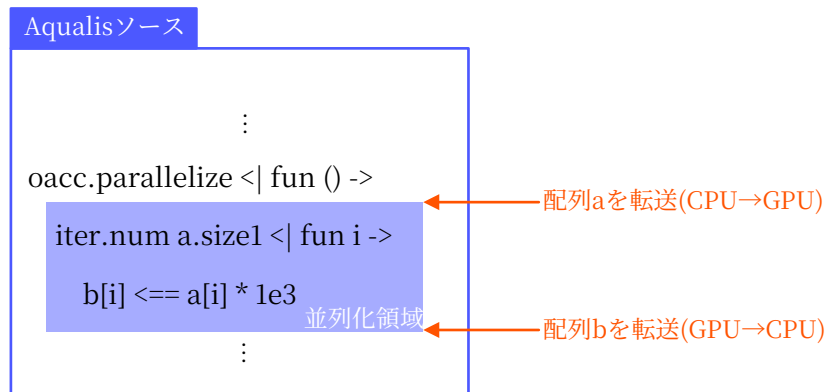 Aqualisソース
⋮
oacc.parallelize <| fun () ->
配列aを転送(CPU→GPU)
iter.num a.size1 <| fun i ->
b[i] <== a[i] * 1e3
並列化領域
配列bを転送(GPU→CPU)
⋮